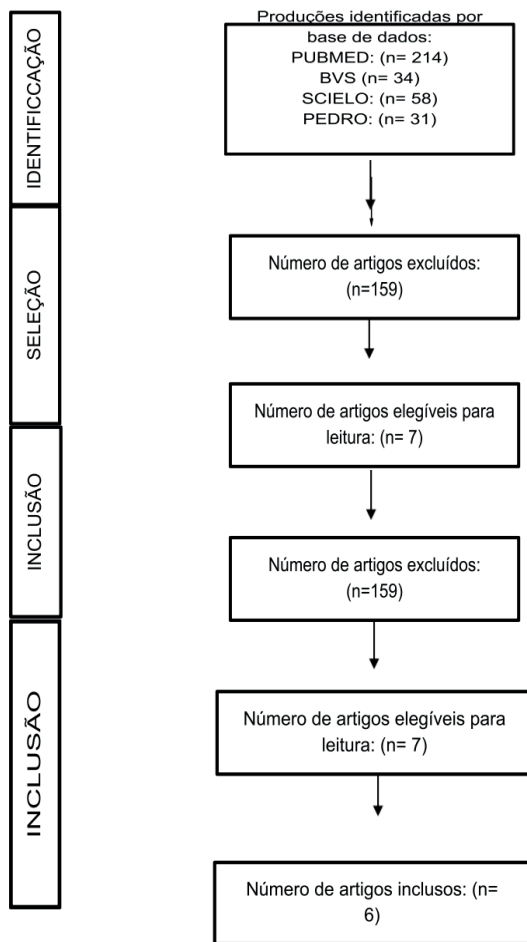 IDENTIFICCAÇÃO
Produções identificadas por
base de dados:
PUBMED: (n= 214)
BVS (n= 34)
SCIELO: (n= 58)
PEDRO: (n= 31)
SELEÇÃO
Número de artigos excluídos:
(n=159)
Número de artigos elegíveis para
leitura: (n= 7)
INCLUSÃO
Número de artigos excluídos:
(n=159)
INCLUSÃO
Número de artigos elegíveis para
leitura: (n= 7)
Número de artigos inclusos: (n=
6)